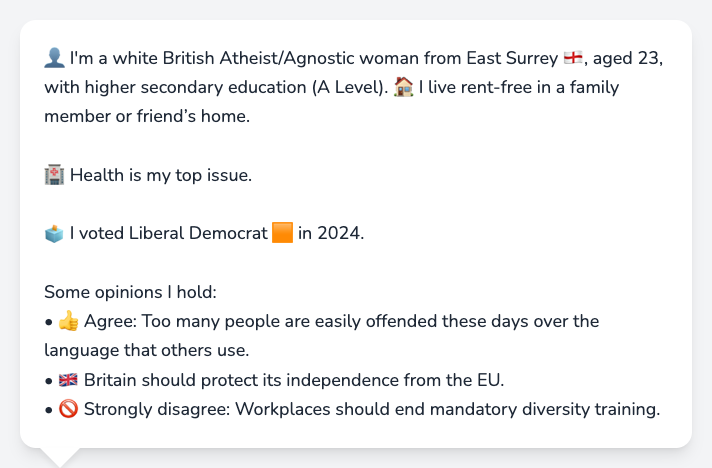 👤 I'm a white British Atheist/Agnostic woman from East Surrey 🏴󠁧󠁢󠁥󠁮󠁧󠁿, aged 23,
with higher secondary education (A Level). 🏠 I live rent-free in a family
member or friend’s home.
🏥 Health is my top issue.
🗳️ I voted Liberal Democrat 🟧 in 2024.
Some opinions I hold:
• 👍 Agree: Too many people are easily offended these days over the
language that others use.
• 🇬🇧 Britain should protect its independence from the EU.
• 🚫 Strongly disagree: Workplaces should end mandatory diversity training.